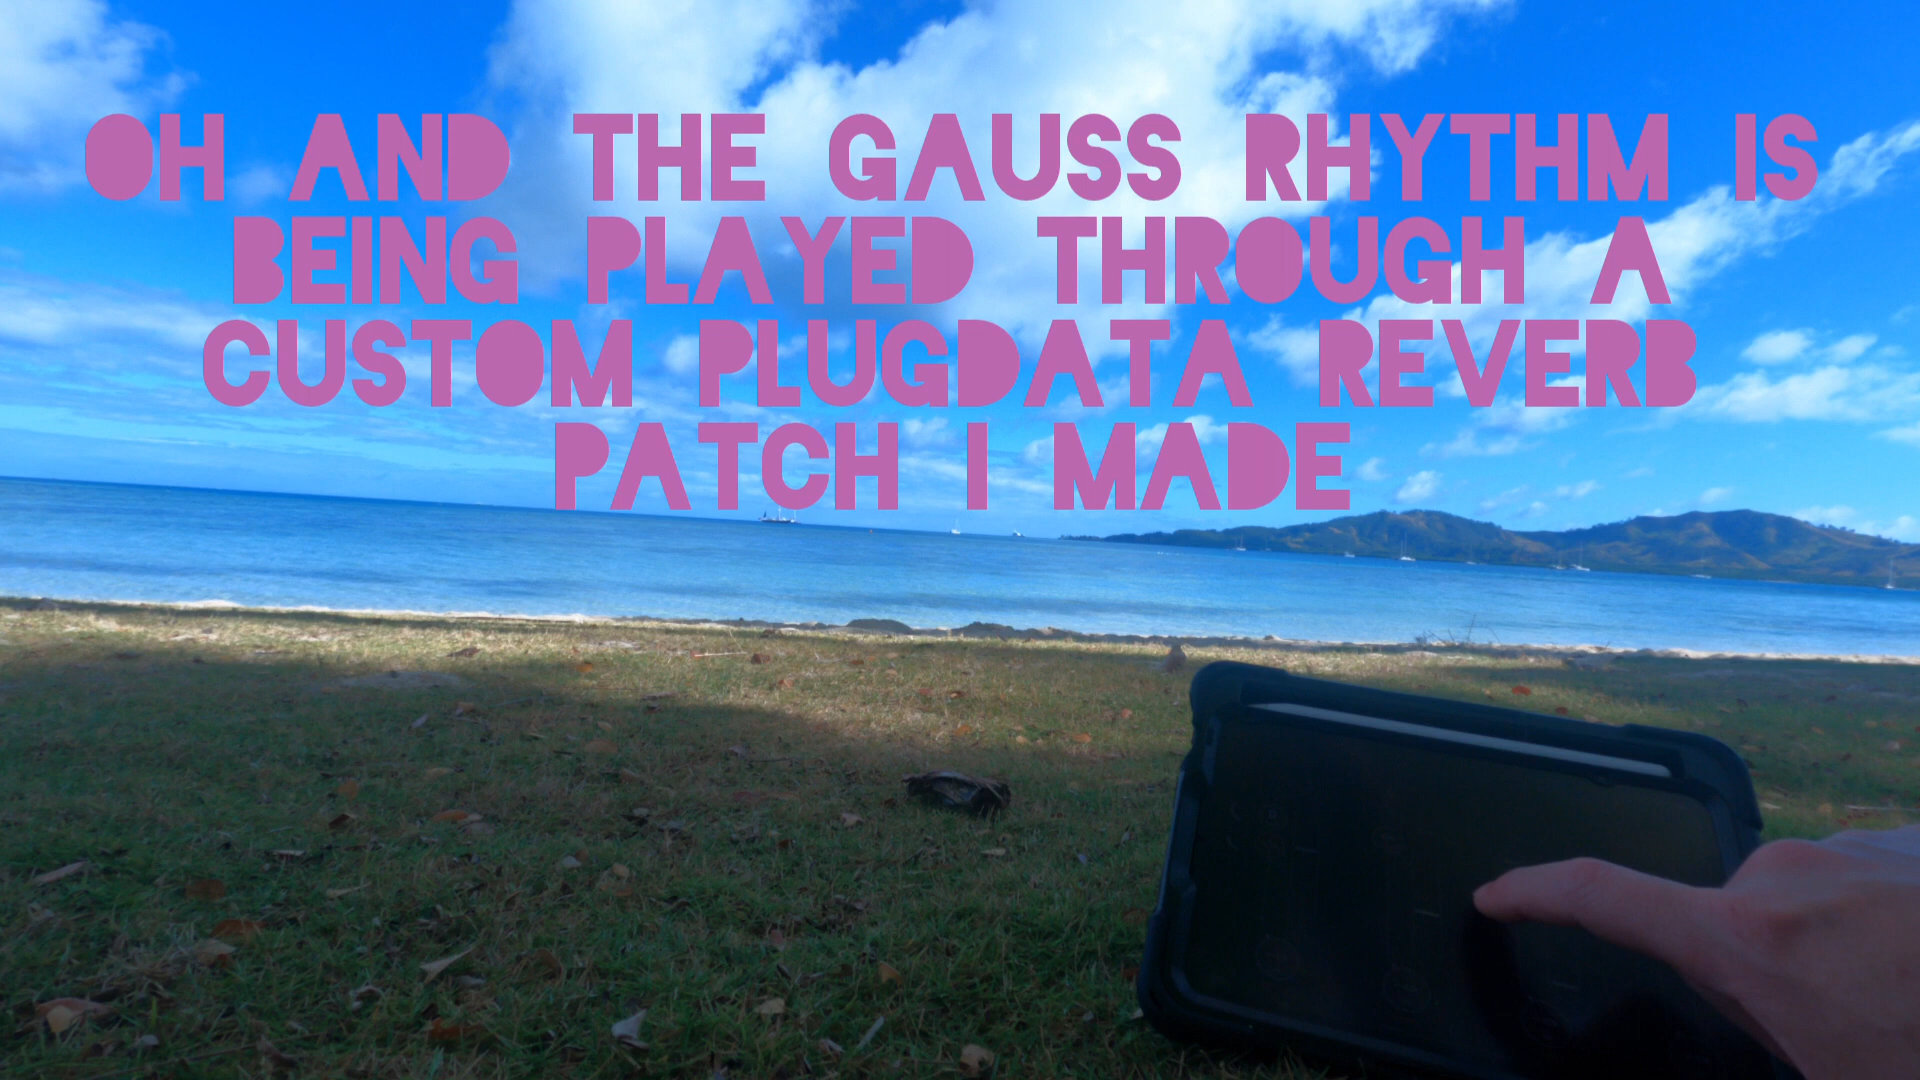 OH AND THE GAUSS RHYTHM IS
BEING PLAYED THROUGH A
CUSTOM PLUGDATA REVERB
PATCH I MADE